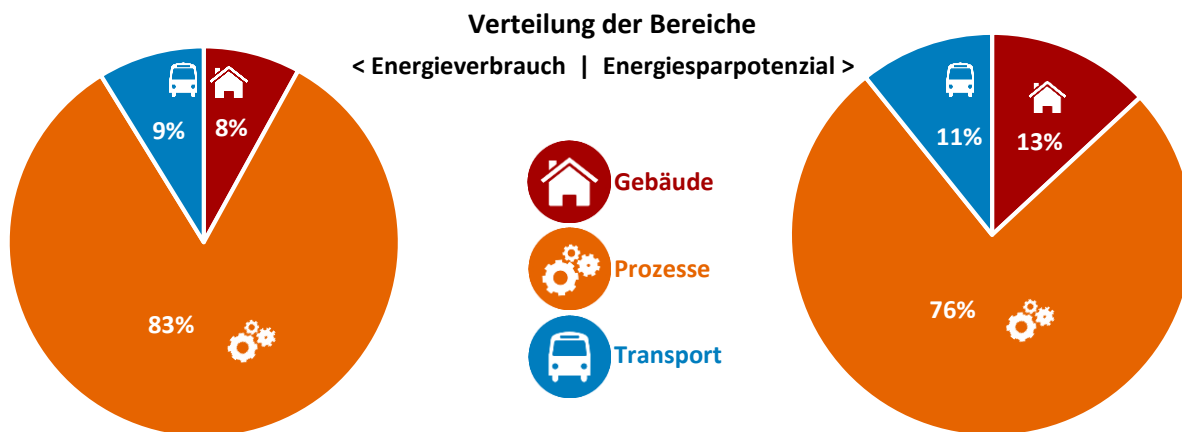 Verteilung der Bereiche
< Energieverbrauch | Energiesparpotenzial >
9%
8%
83%
Gebäude
Prozesse
Transport
11%
13%
76%